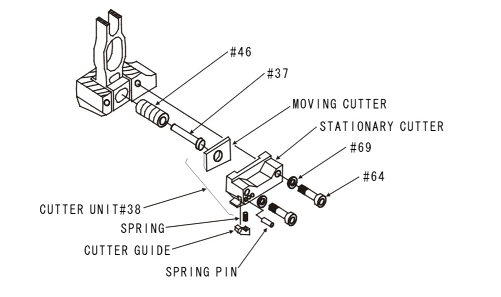 #46
#37
MOVING CUTTER
STATIONARY CUTTER
#69
#64
CUTTER UNIT#38
SPRING
CUTTER GUIDE
SPRING PIN